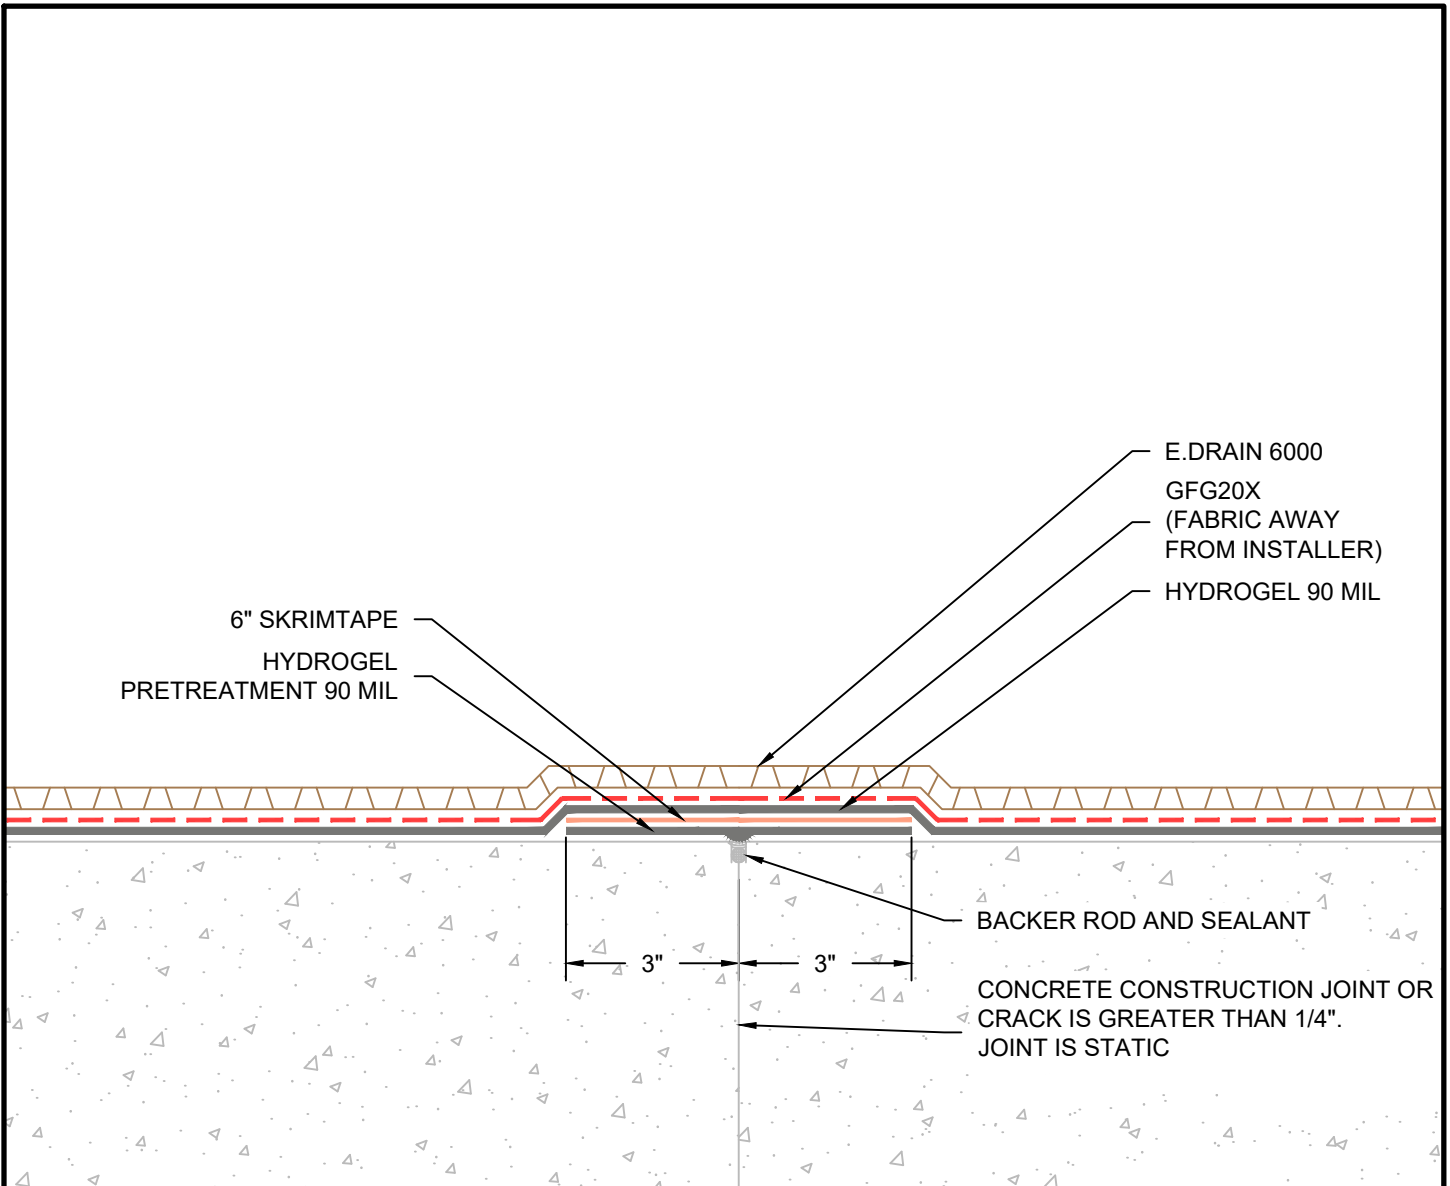 E.DRAIN 6000
GFG20X
(FABRIC AWAY
FROM INSTALLER)
HYDROGEL 90 MIL
6" SKRIMTAPE
HYDROGEL
PRETREATMENT 90 MIL
BACKER ROD AND SEALANT
3"
3"
CONCRETE CONSTRUCTION JOINT OR
CRACK IS GREATER THAN 1/4".
JOINT IS STATIC